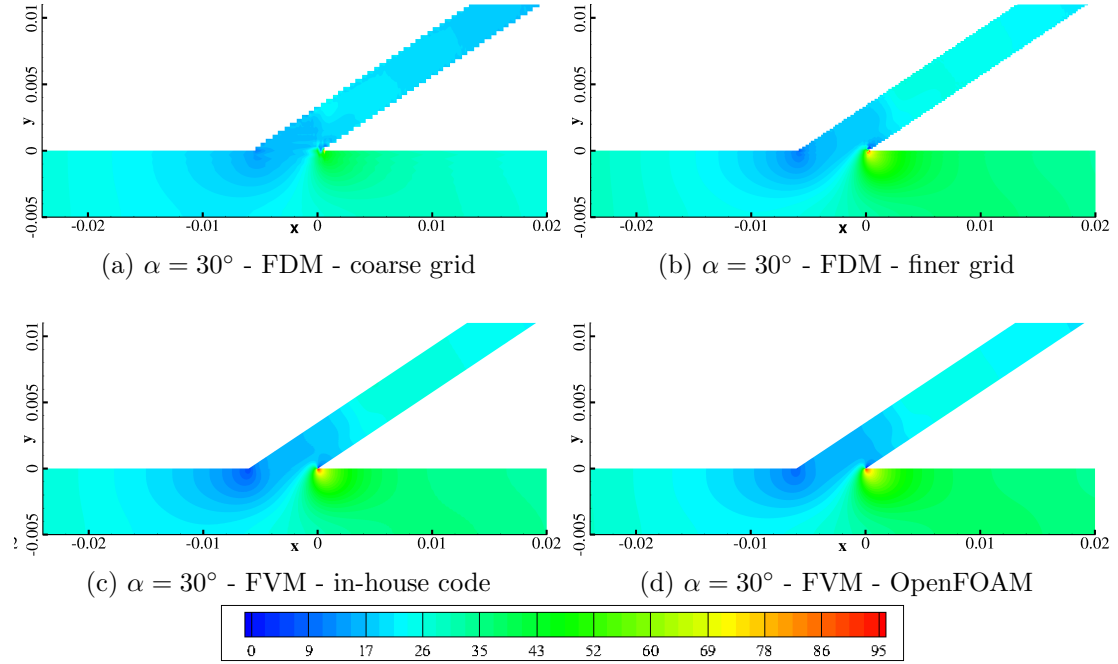 0.01
0.005
0
-0.005
y
-0.02
-0.01
x
0
0.01
0.02
(a) α = 30° - FDM - coarse grid
0.01
0.005
0
-0.005
y
-0.02
-0.01
x
0
0.01
0.02
(b) α = 30° - FDM - finer grid
0.01
0.005
0
-0.005
y
-0.02
-0.01
x
0
0.01
0.02
(c) α = 30° - FVM - in-house code
0.01
0.005
0
-0.005
y
-0.02
-0.01
x
0
0.01
0.02
(d) α = 30° - FVM - OpenFOAM
0 9 17 26 35 43 52 60 69 78 86 95